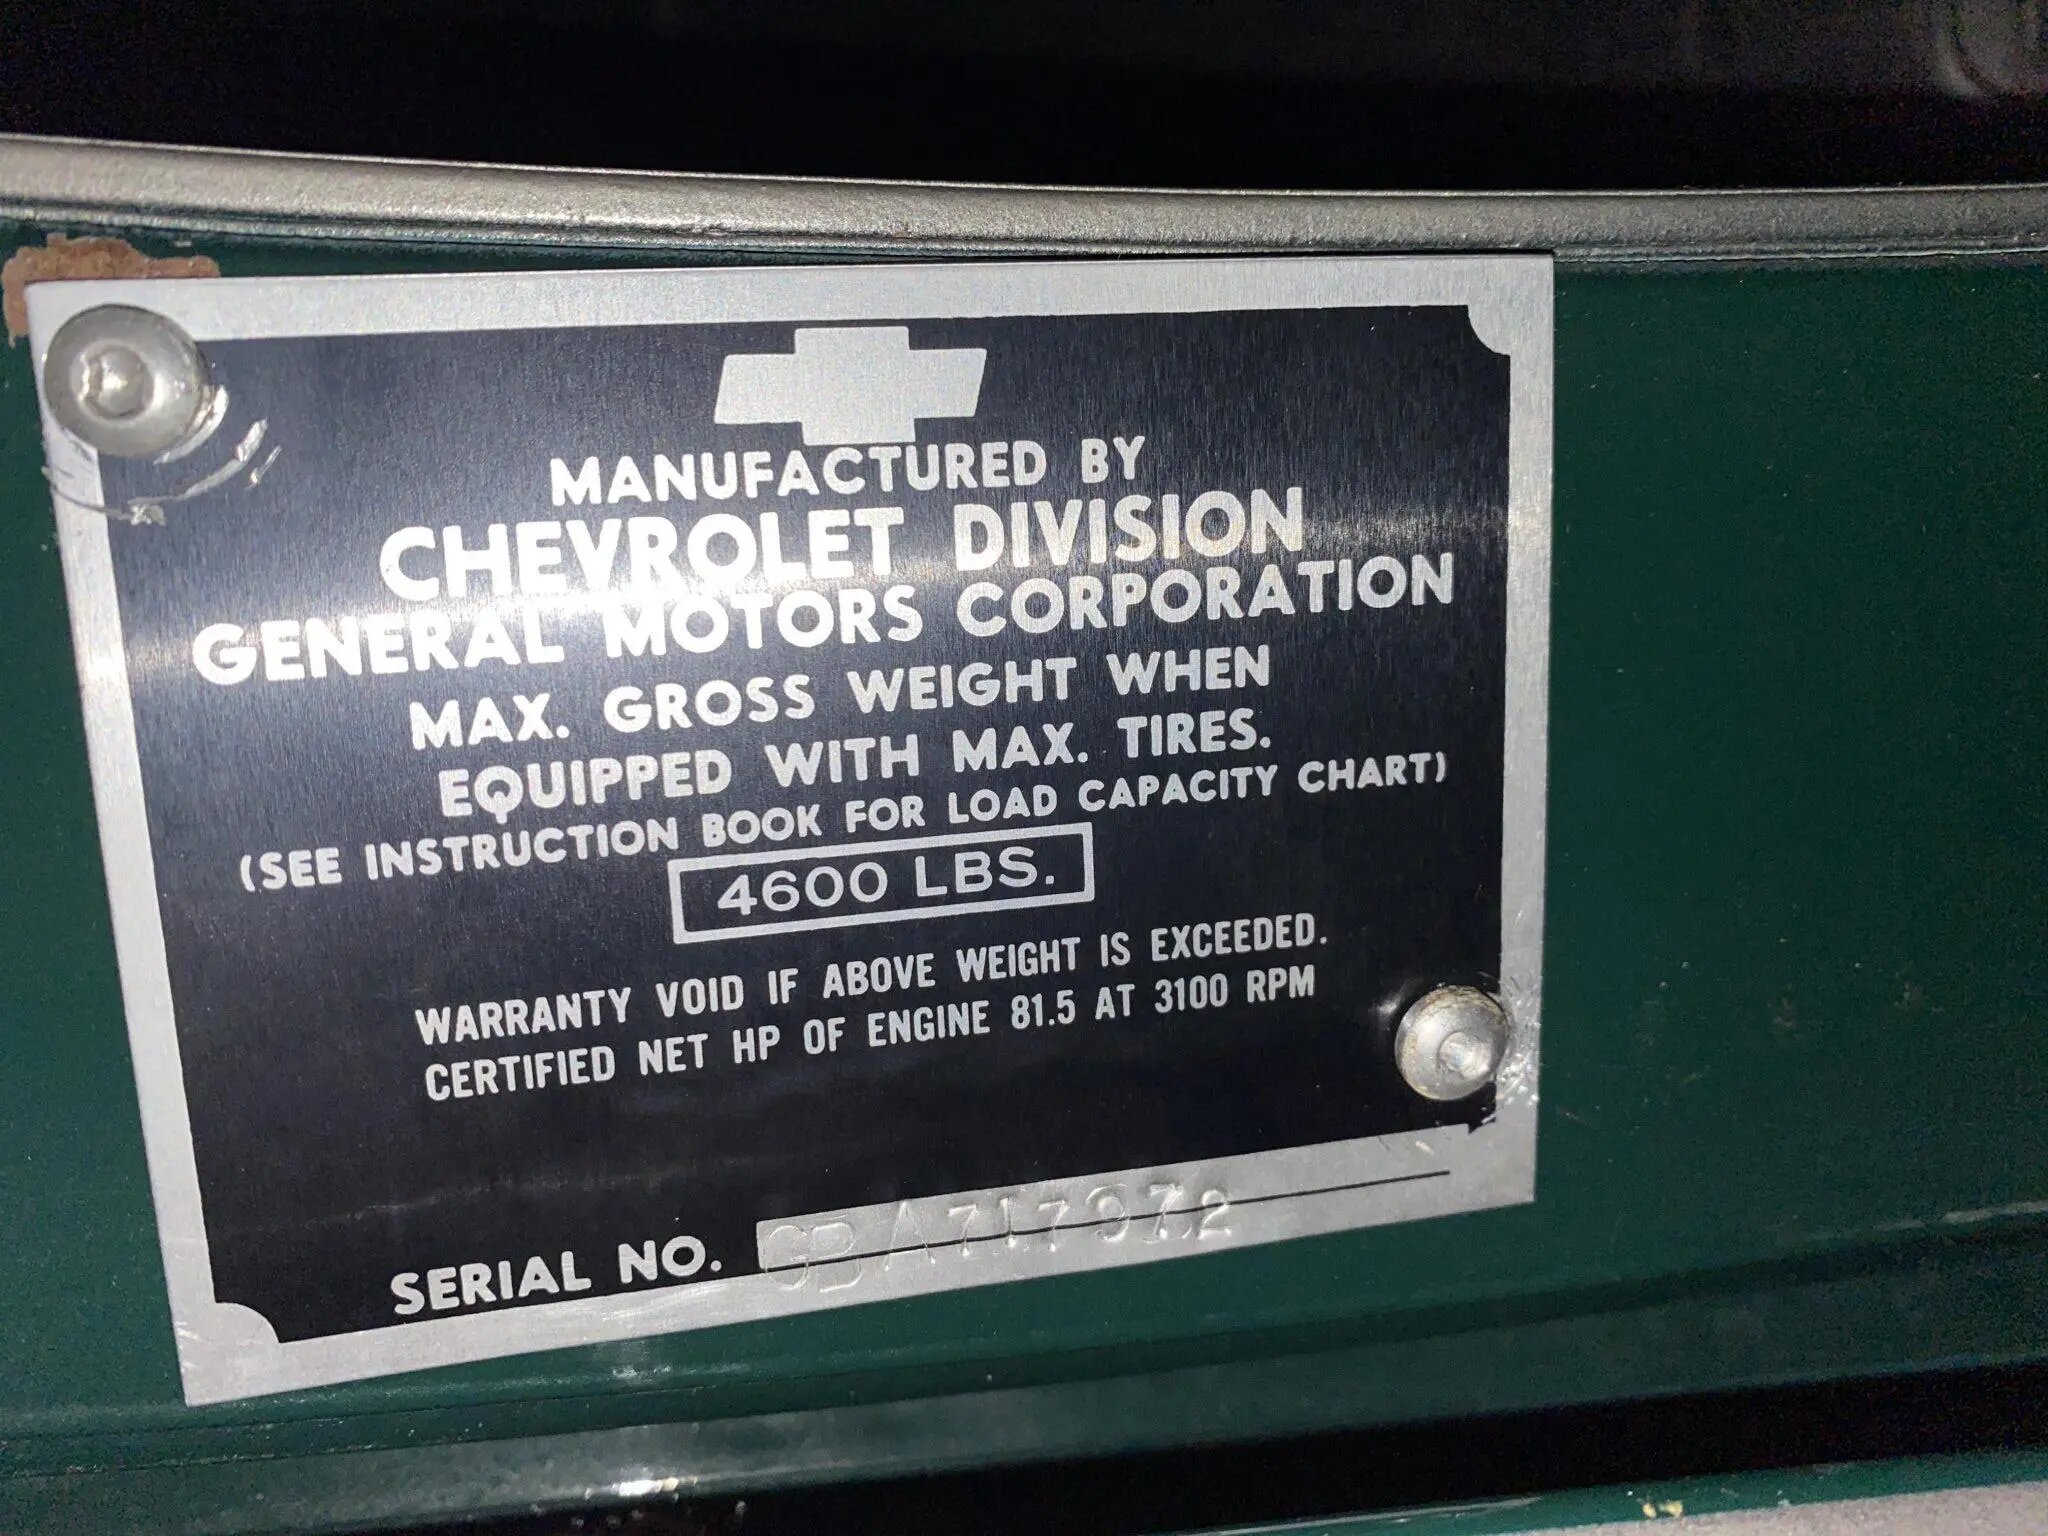 MANUFACTURED BY
CHEVROLET DIVISION
GENERAL MOTORS CORPORATION
MAX. GROSS WEIGHT WHEN
EQUIPPED WITH MAX. TIRES.
(SEE INSTRUCTION BOOK FOR LOAD CAPACITY CHART)
4600 LBS.
WARRANTY VOID IF ABOVE WEIGHT IS EXCEEDED.
CERTIFIED NET HP OF ENGINE 81.5 AT 3100 RPM
SERIAL NO.